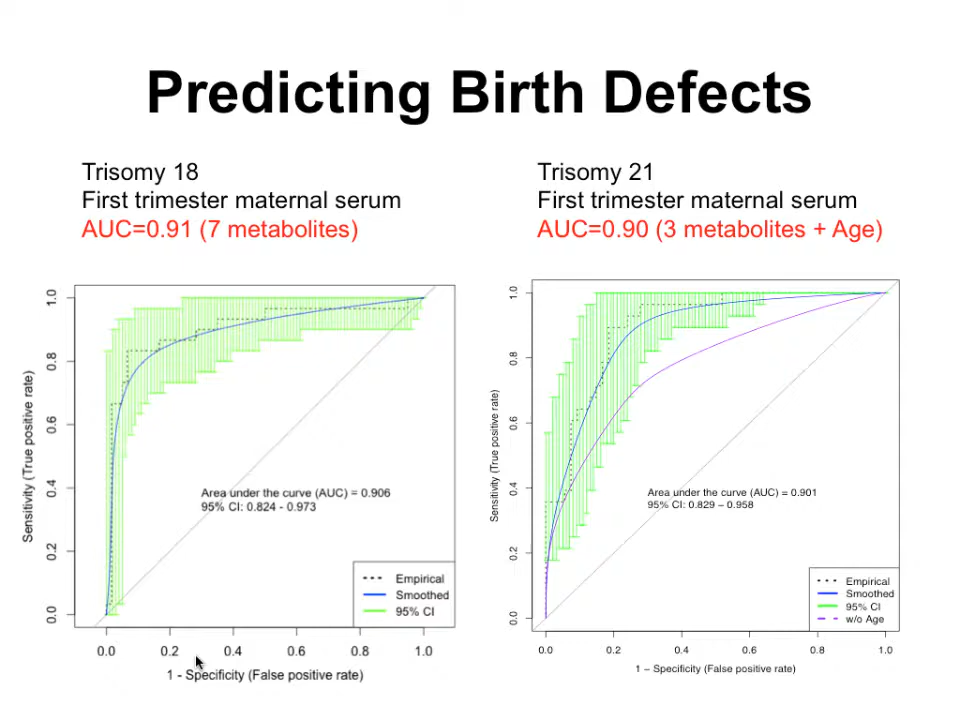 Predicting Birth Defects
Trisomy 18
First trimester maternal serum
AUC=0.91 (7 metabolites)
Trisomy 21
First trimester maternal serum
AUC=0.90 (3 metabolites + Age)
Sensitivity (True positive rate)
1.0
0.8
0.6
0.4
0.2
0.0
Area under the curve (AUC) = 0.906
95% CI: 0.824 - 0.973
Empirical
Smoothed
95% CI
0.0 0.2 0.4 0.6 0.8 1.0
1 - Specificity (False positive rate)
Sensitivity (True positive rate)
1.0
0.8
0.6
0.4
0.2
0.0
Area under the curve (AUC) = 0.901
95% CI: 0.829 – 0.958
Empirical
Smoothed
95% CI
w/o Age
0.0 0.2 0.4 0.6 0.8 1.0
1 – Specificity (False positive rate)